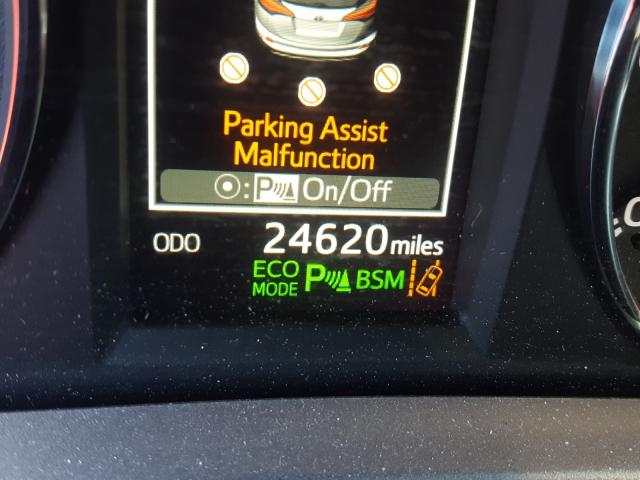 Parking Assist
Malfunction
: P On/Off
ODO 24620 miles
ECO MODE P BSM